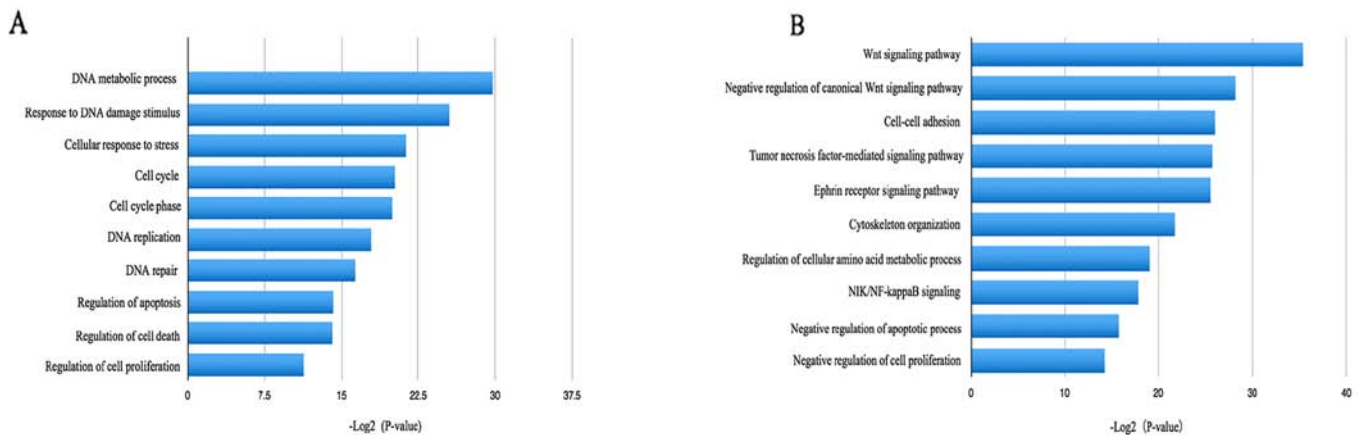 A
DNA metabolic process
Response to DNA damage stimulus
Cellular response to stress
Cell cycle
Cell cycle phase
DNA replication
DNA repair
Regulation of apoptosis
Regulation of cell death
Regulation of cell proliferation
0 7.5 15 22.5 30 37.5
-Log2 (P-value)
B
Wnt signaling pathway
Negative regulation of canonical Wnt signaling pathway
Cell-cell adhesion
Tumor necrosis factor-mediated signaling pathway
Ephrin receptor signaling pathway
Cytoskeleton organization
Regulation of cellular amino acid metabolic process
NIK/NF-kappaB signaling
Negative regulation of apoptotic process
Negative regulation of cell proliferation
0 10 20 30 40
-Log2 (P-value)